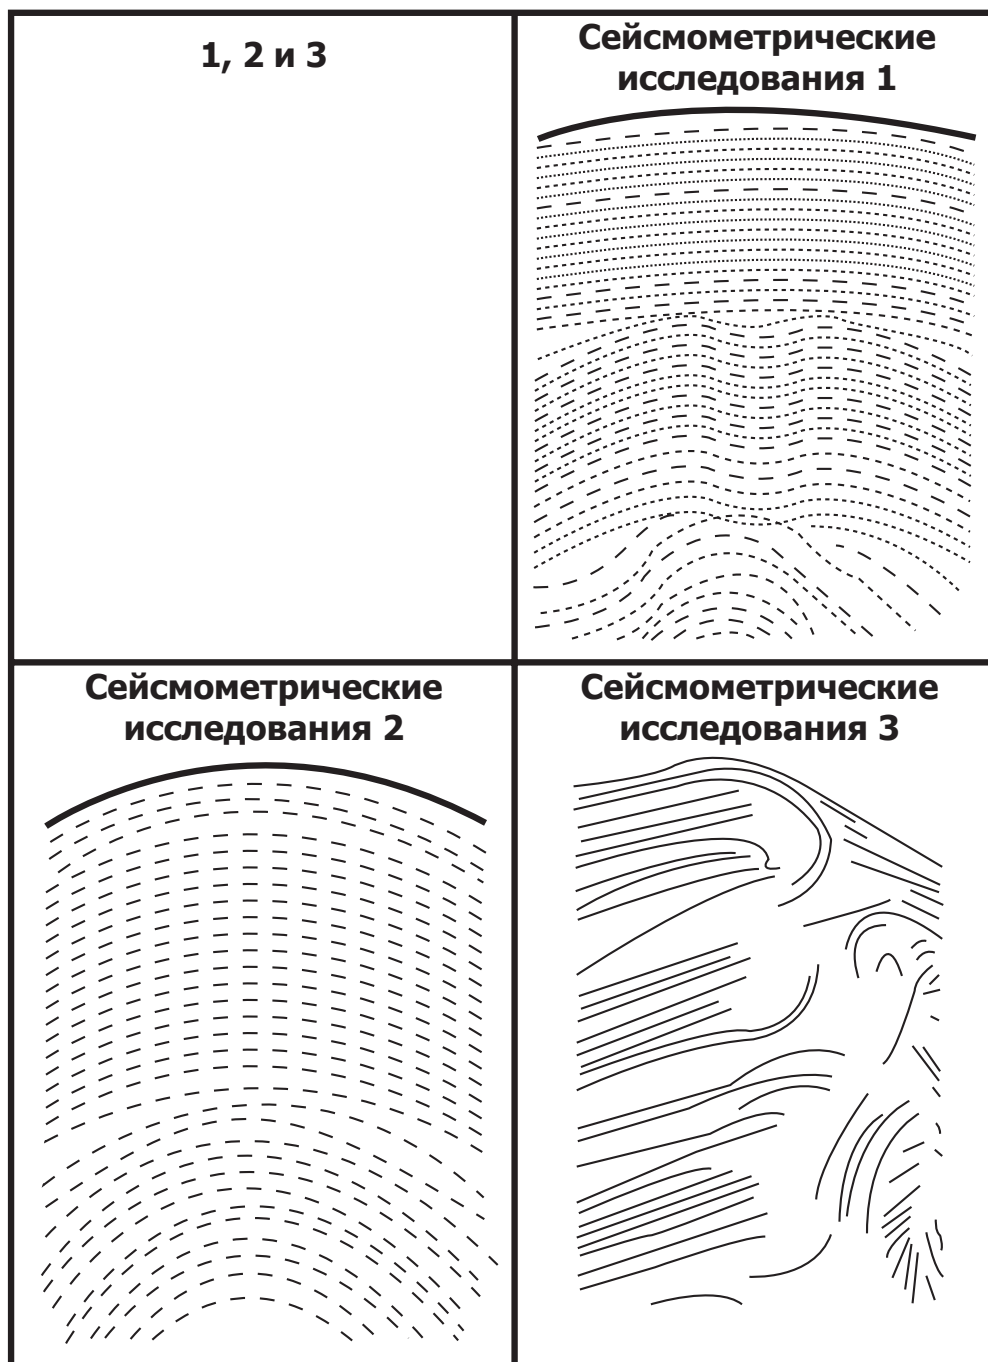 1, 2 и 3
Сейсмометрические
исследования 1
Сейсмометрические
исследования 2
Сейсмометрические
исследования 3